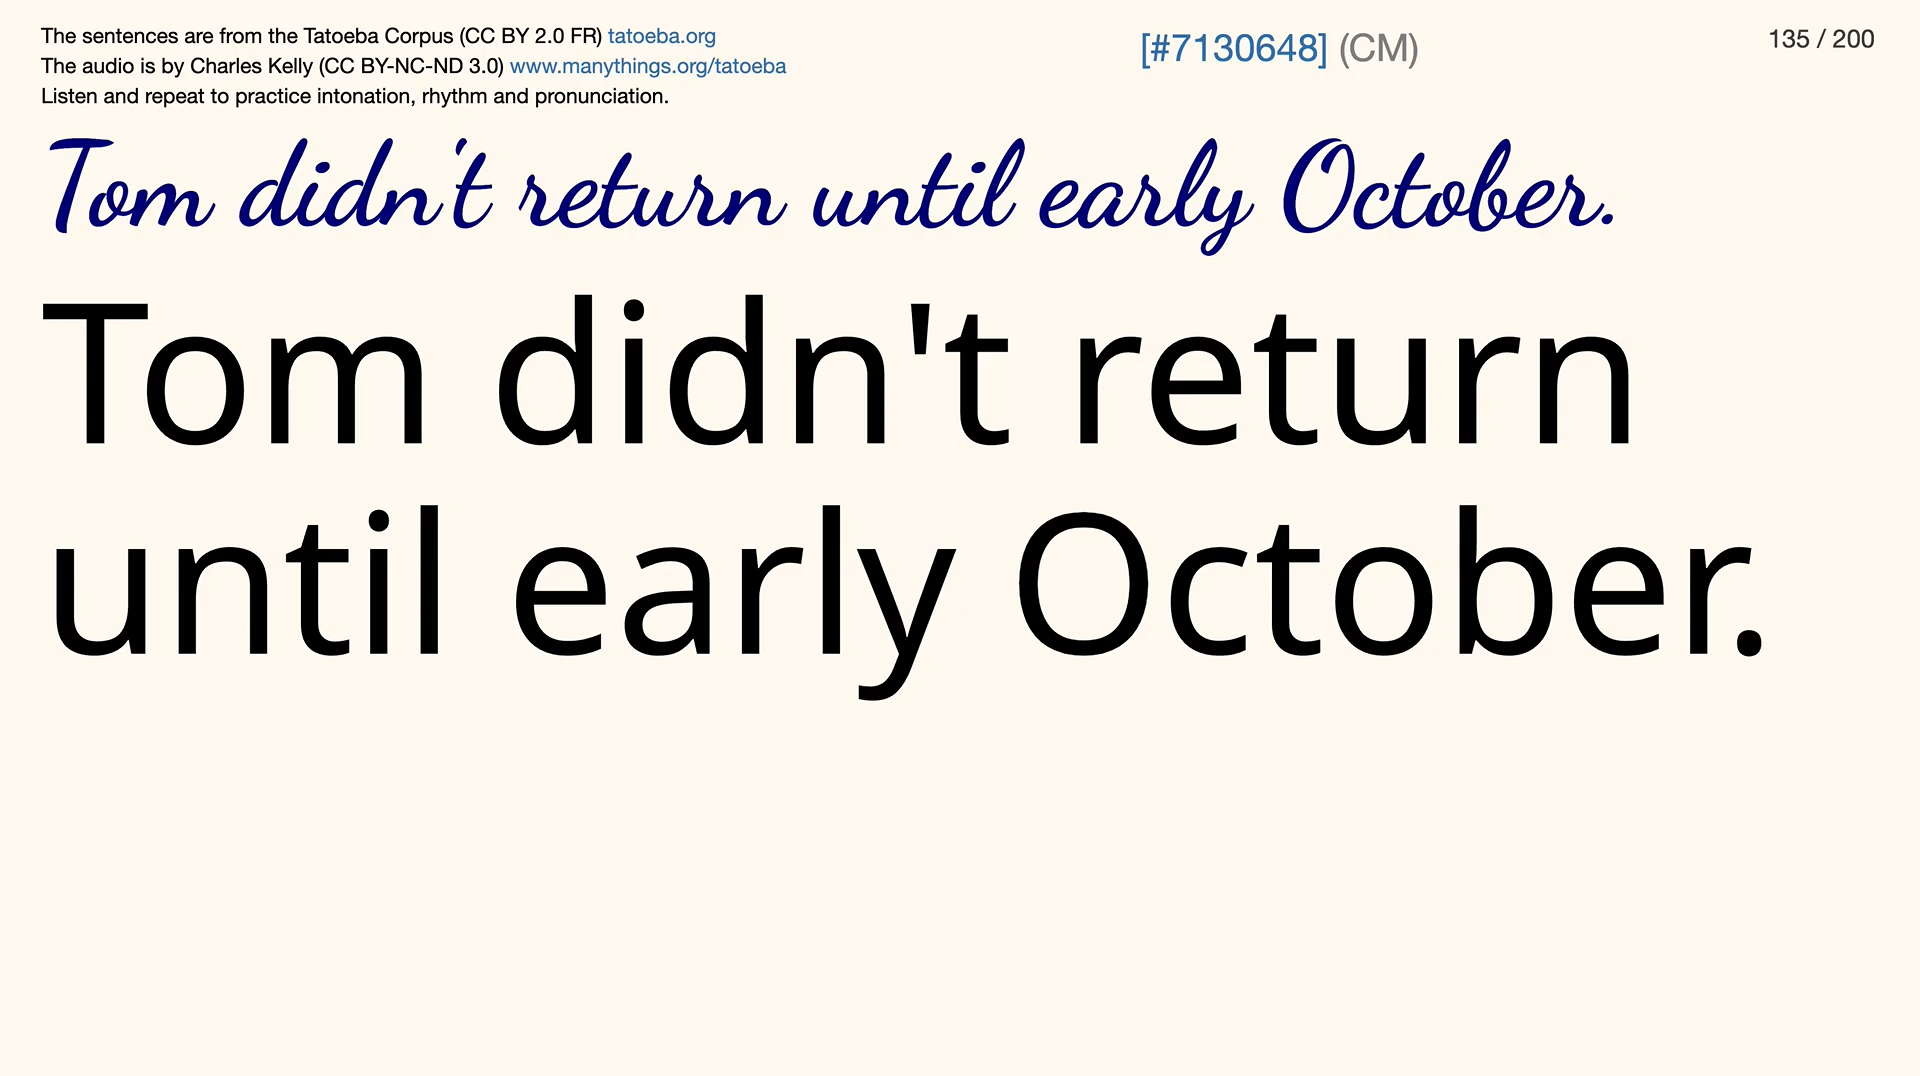 The sentences are from the Tatoeba Corpus (CC BY 2.0 FR) tatoeba.org
The audio is by Charles Kelly (CC BY-NC-ND 3.0) www.manythings.org/tatoeba
Listen and repeat to practice intonation, rhythm and pronunciation.
[#7130648] (CM)
135 / 200
Tom didn't return until early October.
Tom didn't return
until early October.